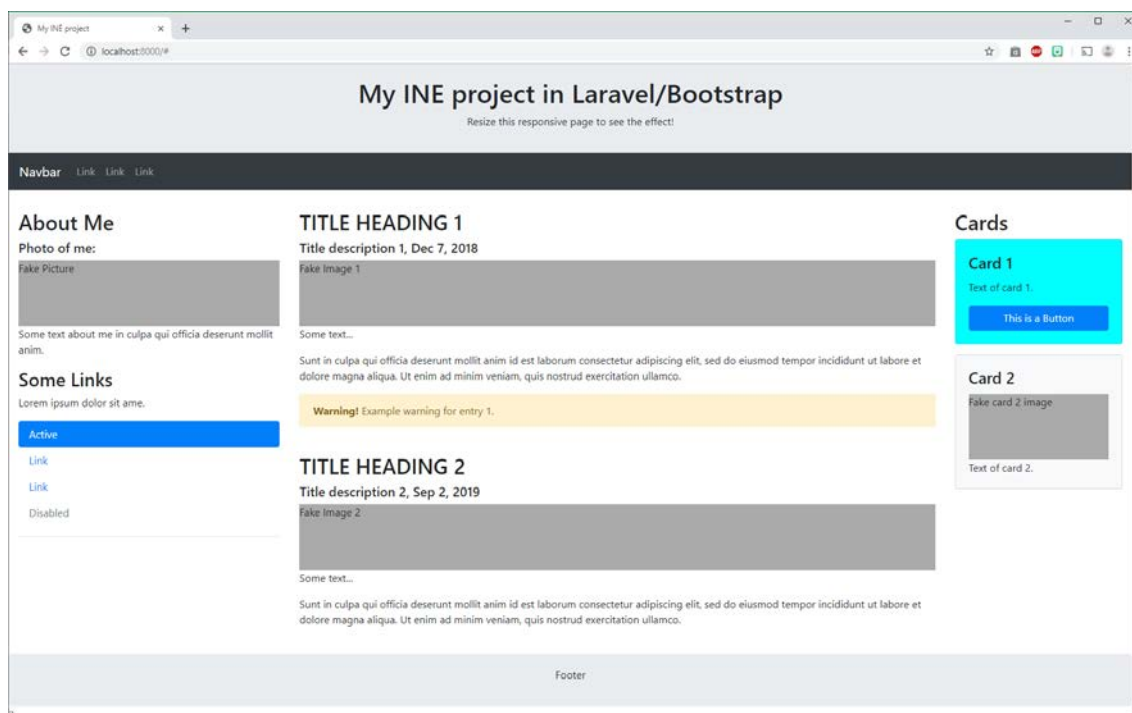 My INE project
localhost:8000/#
My INE project in Laravel/Bootstrap
Resize this responsive page to see the effect!
Navbar Link Link Link
About Me
Photo of me:
Fake Picture
Some text about me in culpa qui officia deserunt mollit
anim.
Some Links
Lorem ipsum dolor sit ame.
Active
Link
Link
Disabled
TITLE HEADING 1
Title description 1, Dec 7, 2018
Fake Image 1
Some text...
Sunt in culpa qui officia deserunt mollit anim id est laborum consectetur adipiscing elit, sed do eiusmod tempor incididunt ut labore et
dolore magna aliqua. Ut enim ad minim veniam, quis nostrud exercitation ullamco.
Warning! Example warning for entry 1.
TITLE HEADING 2
Title description 2, Sep 2, 2019
Fake Image 2
Some text...
Sunt in culpa qui officia deserunt mollit anim id est laborum consectetur adipiscing elit, sed do eiusmod tempor incididunt ut labore et
dolore magna aliqua. Ut enim ad minim veniam, quis nostrud exercitation ullamco.
Cards
Card 1
Text of card 1.
This is a Button
Card 2
Fake card 2 image
Text of card 2.
Footer